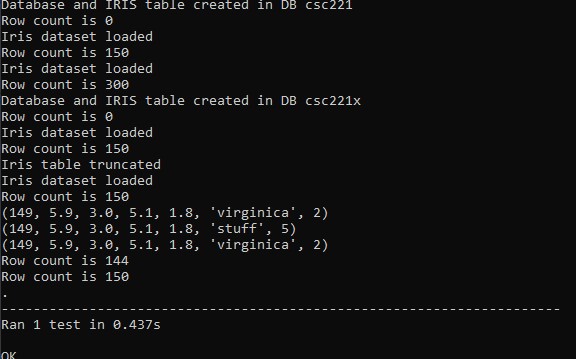 Database and IRIS table created in DB csc221
Row count is 0
Iris dataset loaded
Row count is 150
Iris dataset loaded
Row count is 300
Database and IRIS table created in DB csc221x
Row count is 0
Iris dataset loaded
Row count is 150
Iris table truncated
Iris dataset loaded
Row count is 150
(149, 5.9, 3.0, 5.1, 1.8, 'virginica', 2)
(149, 5.9, 3.0, 5.1, 1.8, 'stuff', 5)
(149, 5.9, 3.0, 5.1, 1.8, 'virginica', 2)
Row count is 144
Row count is 150
.
----------------------------------------------------------------------
Ran 1 test in 0.437s
OK